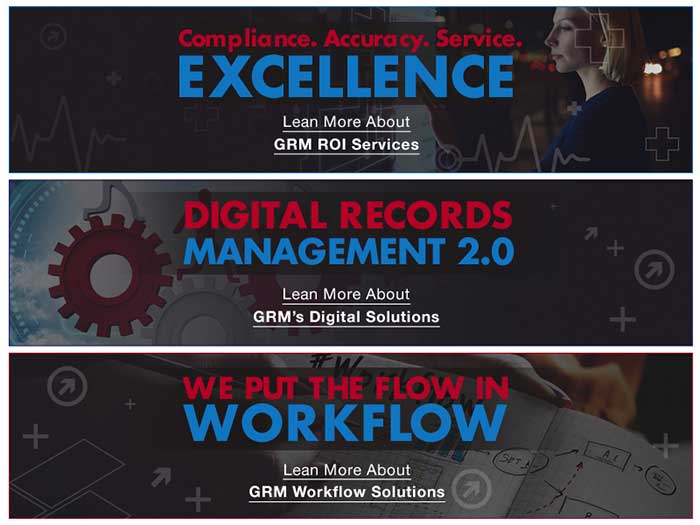 Compliance. Accuracy. Service.
EXCELLENCE
Lean More About
GRM ROI Services
DIGITAL RECORDS
MANAGEMENT 2.0
Lean More About
GRM's Digital Solutions
WE PUT THE FLOW IN
WORKFLOW
Lean More About
GRM Workflow Solutions